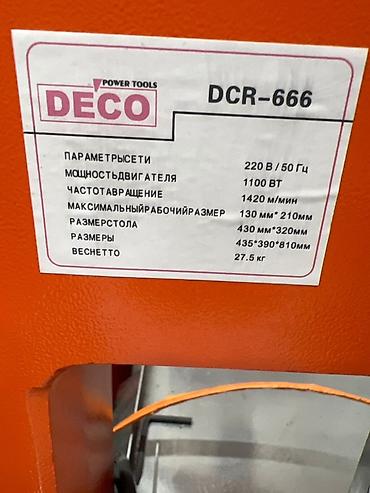 POWER TOOLS
DECO
DCR-666
ПАРАМЕТРЫСЕТИ 220 В / 50 Гц
МОЩНОСТЬДВИГАТЕЛЯ 1100 ВТ
ЧАСТОТАВРАЩЕНИЕ 1420 м/мин
МАКСИМАЛЬНЫЙРАБОЧИЙРАЗМЕР 130 мм* 210мм
РАЗМЕРСТОЛА 430 мм*320мм
РАЗМЕРЫ 435*390*810мм
ВЕСНЕТТО 27.5 кг